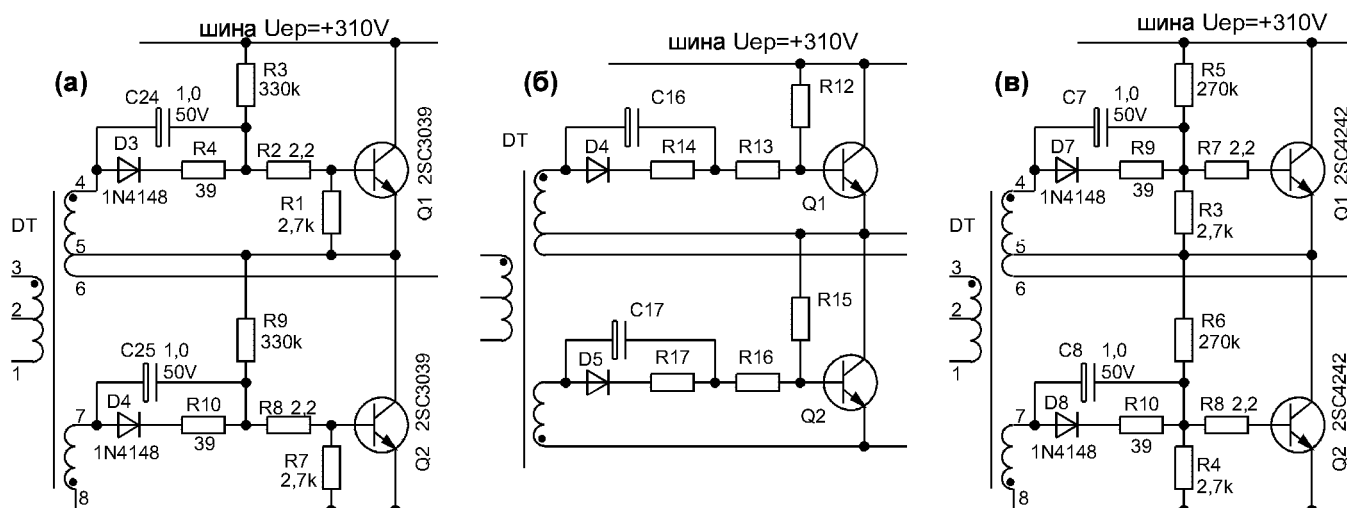 шина Uep=+310V
(а)
R3
330k
C24
1,0
50V
D3
R4
R2 2,2
1N4148
39
R1
2,7k
Q1 2SC3039
4
DT
5
3
6
2
1
R9
330k
C25
1,0
50V
7
D4
R10
R8 2,2
1N4148
39
R7
2,7k
Q2 2SC3039
8
шина Uep=+310V
(б)
R12
C16
DT
D4
R14
R13
Q1
R15
C17
D5
R17
R16
Q2
шина Uep=+310V
(в)
R5
270k
C7
1,0
50V
D7
R9
R7 2,2
1N4148
39
R3
2,7k
Q1 2SC4242
4
DT
5
3
6
2
1
R6
270k
C8
1,0
50V
7
D8
R10
R8 2,2
1N4148
39
R4
2,7k
Q2 2SC4242
8